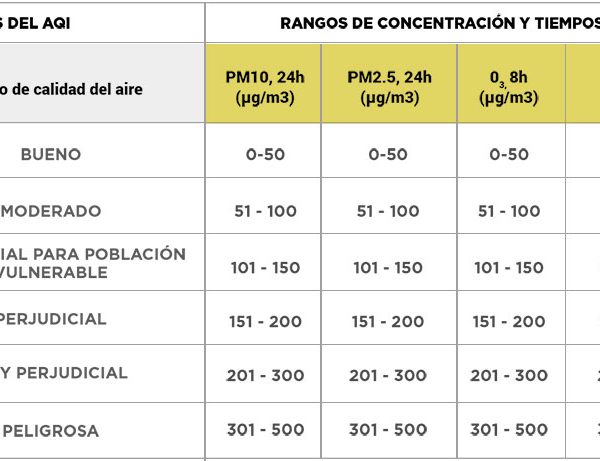 S DEL AQI RANGOS DE CONCENTRACIÓN Y TIEMPOS
o de calidad del aire PM10, 24h (µg/m3) PM2.5, 24h (µg/m3) 03, 8h (µg/m3)
BUENO 0-50 0-50 0-50
MODERADO 51 - 100 51 - 100 51 - 100
IAL PARA POBLACIÓN
VULNERABLE 101 - 150 101 - 150 101 - 150
PERJUDICIAL 151 - 200 151 - 200 151 - 200
Y PERJUDICIAL 201 - 300 201 - 300 201 - 300
PELIGROSA 301 - 500 301 - 500 301 - 500